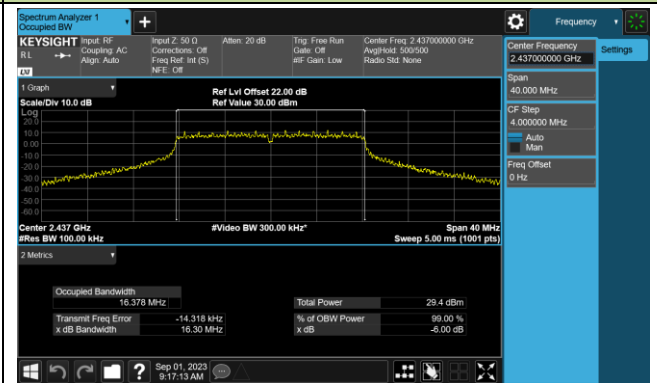 Spectrum Analyzer 1
Occupied BW
Frequency
KEYSIGHT
Input: RF
Coupling: AC
Align: Auto
Input Z: 50 Ω
Corrections: Off
Freq Ref: Int (S)
NFE: Off
Atten: 20 dB
Trig: Free Run
Gate: Off
#IF Gain: Low
Center Freq: 2.437000000 GHz
Avg|Hold: 500/500
Radio Std: None
RL
LXI
Center Frequency
2.437000000 GHz
Settings
Span
40.000 MHz
CF Step
4.000000 MHz
Auto
Man
Freq Offset
0 Hz
1 Graph
Scale/Div 10.0 dB
Ref Lvl Offset 22.00 dB
Ref Value 30.00 dBm
Log
20.0
10.0
0.00
-10.0
-20.0
-30.0
-40.0
-50.0
-60.0
Center 2.437 GHz
#Video BW 300.00 kHz*
Span 40 MHz
#Res BW 100.00 kHz
Sweep 5.00 ms (1001 pts)
2 Metrics
Occupied Bandwidth
16.378 MHz
Total Power 29.4 dBm
Transmit Freq Error -14.318 kHz
% of OBW Power 99.00 %
x dB Bandwidth 16.30 MHz
x dB -6.00 dB
?
Sep 01, 2023
9:17:13 AM